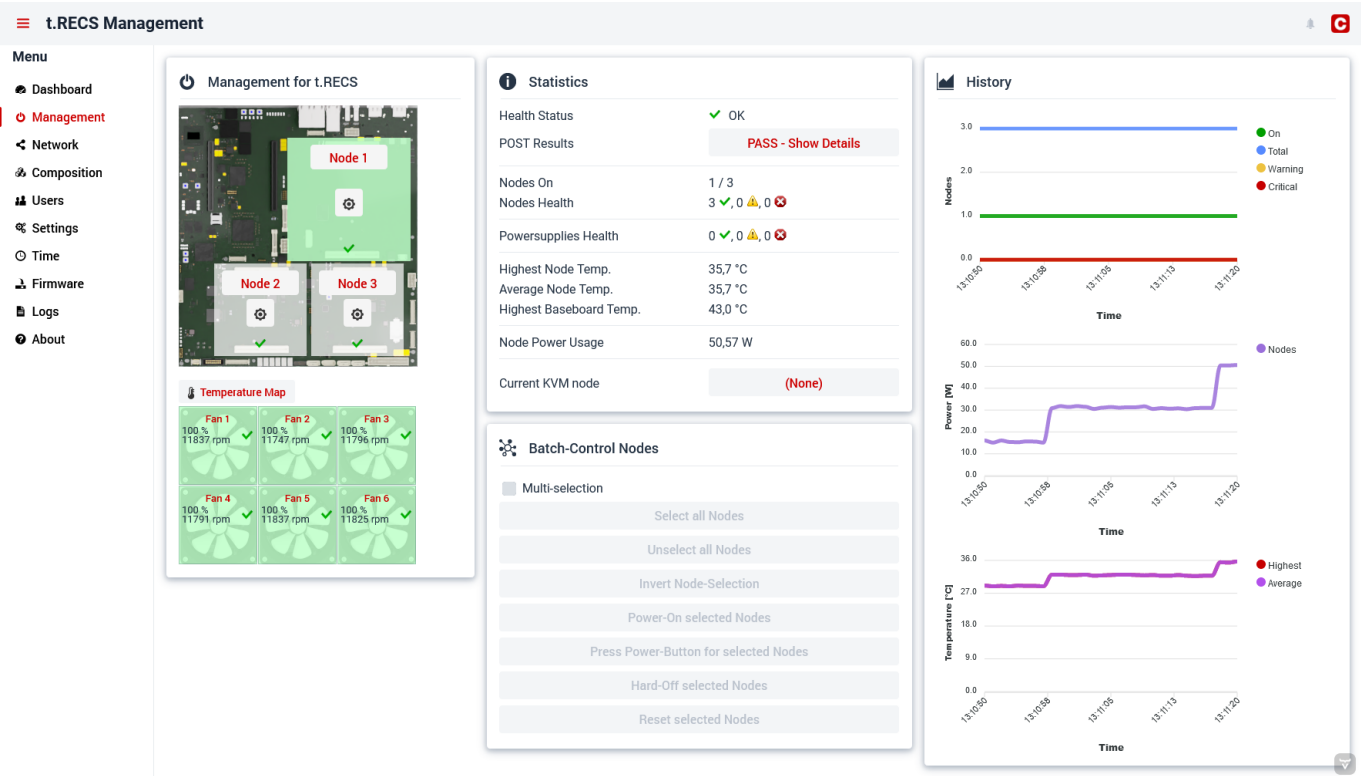 t.RECS Management
Menu
Dashboard
Management
Network
Composition
Users
Settings
Time
Firmware
Logs
About
Management for t.RECS
Node 1
Node 2
Node 3
Temperature Map
Fan 1
100 %
11837 rpm
Fan 2
100 %
11747 rpm
Fan 3
100 %
11796 rpm
Fan 4
100 %
11791 rpm
Fan 5
100 %
11837 rpm
Fan 6
100 %
11825 rpm
Statistics
Health Status OK
POST Results PASS - Show Details
Nodes On 1 / 3
Nodes Health 3 , 0 , 0
Powersupplies Health 0 , 0 , 0
Highest Node Temp. 35,7 °C
Average Node Temp. 35,7 °C
Highest Baseboard Temp. 43,0 °C
Node Power Usage 50,57 W
Current KVM node (None)
Batch-Control Nodes
Multi-selection
Select all Nodes
Unselect all Nodes
Invert Node-Selection
Power-On selected Nodes
Press Power-Button for selected Nodes
Hard-Off selected Nodes
Reset selected Nodes
History
Nodes
3.0
2.0
1.0
0.0
13:10:50 13:10:58 13:11:05 13:11:13 13:11:20
Time
On
Total
Warning
Critical
Power [W]
60.0
50.0
40.0
30.0
20.0
10.0
0.0
13:10:50 13:10:58 13:11:05 13:11:13 13:11:20
Time
Nodes
Temperature [°C]
36.0
27.0
18.0
9.0
0.0
13:10:50 13:10:58 13:11:05 13:11:13 13:11:20
Time
Highest
Average